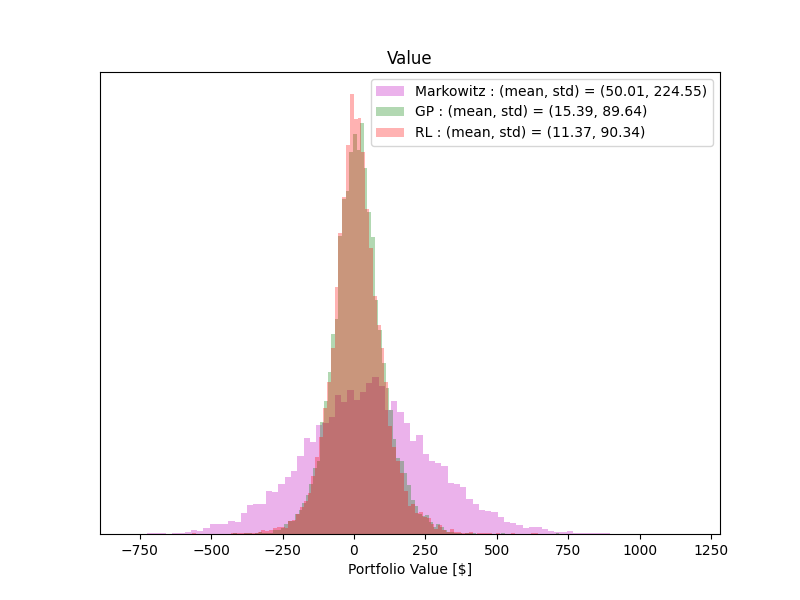 Value
Markowitz : (mean, std) = (50.01, 224.55)
GP : (mean, std) = (15.39, 89.64)
RL : (mean, std) = (11.37, 90.34)
−750 −500 −250 0 250 500 750 1000 1250
Portfolio Value [$]